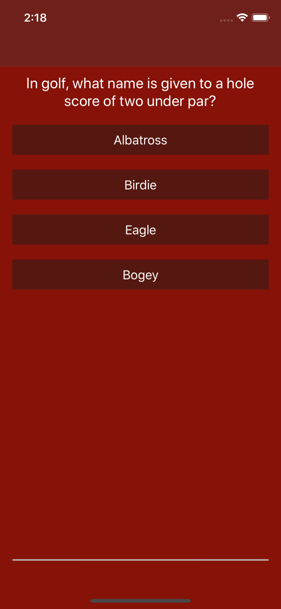 2:18
In golf, what name is given to a hole
score of two under par?
Albatross
Birdie
Eagle
Bogey